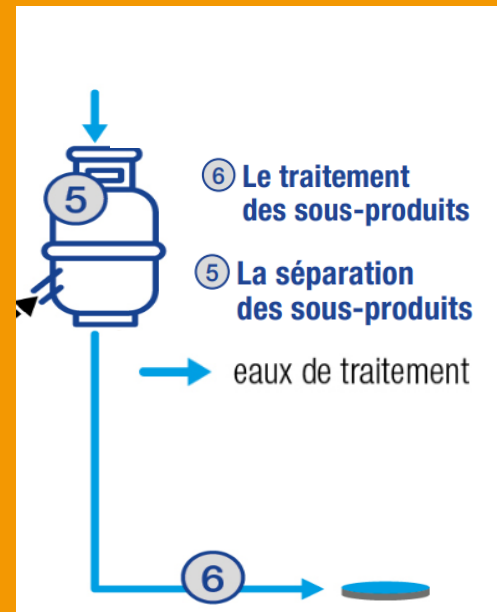 5
6 Le traitement
des sous-produits
5 La séparation
des sous-produits
eaux de traitement
6